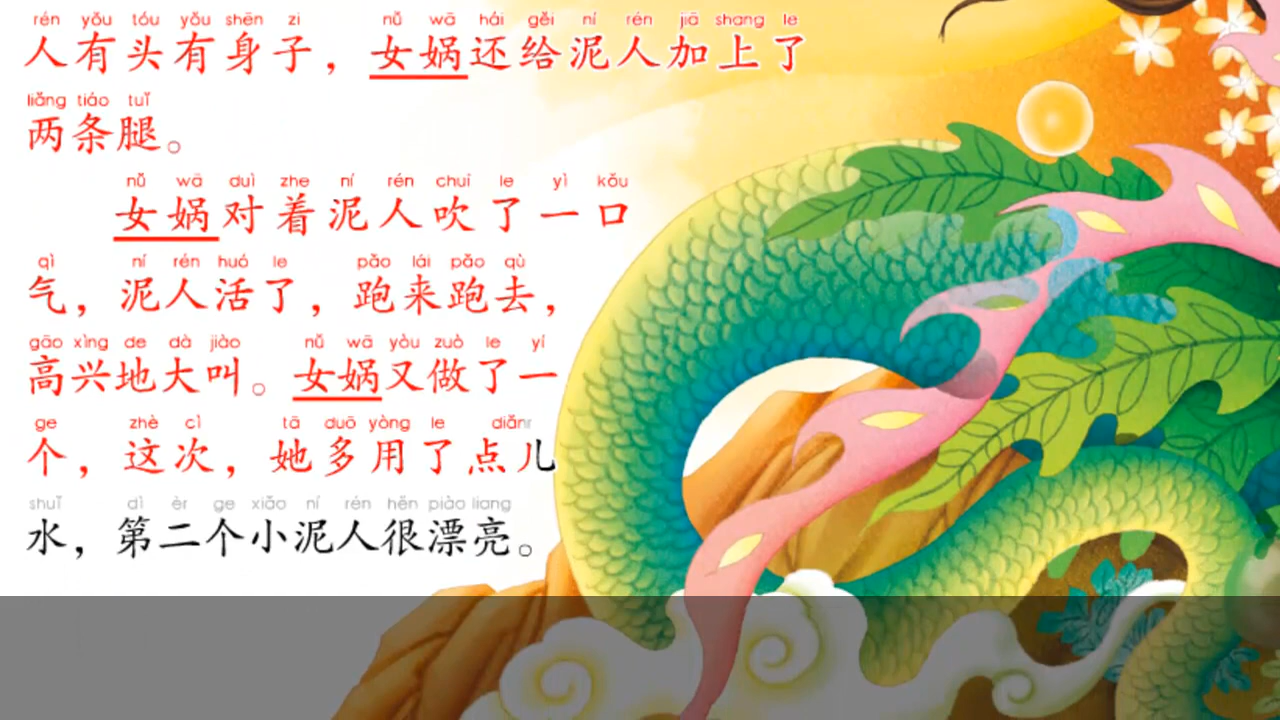 rén yǒu tóu yǒu shēn zi nǚ wā hái gěi ní rén jiā shang le
人有头有身子，女娲还给泥人加上了
liǎng tiáo tuǐ
两条腿。
nǚ wā duì zhe ní rén chuī le yì kǒu
女娲对着泥人吹了一口
qì ní rén huó le pǎo lái pǎo qù
气，泥人活了，跑来跑去，
gāo xìng de dà jiào nǚ wā yòu zuò le yí
高兴地大叫。女娲又做了一
ge zhè cì tā duō yòng le diǎnr
个，这次，她多用了点儿
shuǐ dì èr ge xiǎo ní rén hěn piào liang
水，第二个小泥人很漂亮。